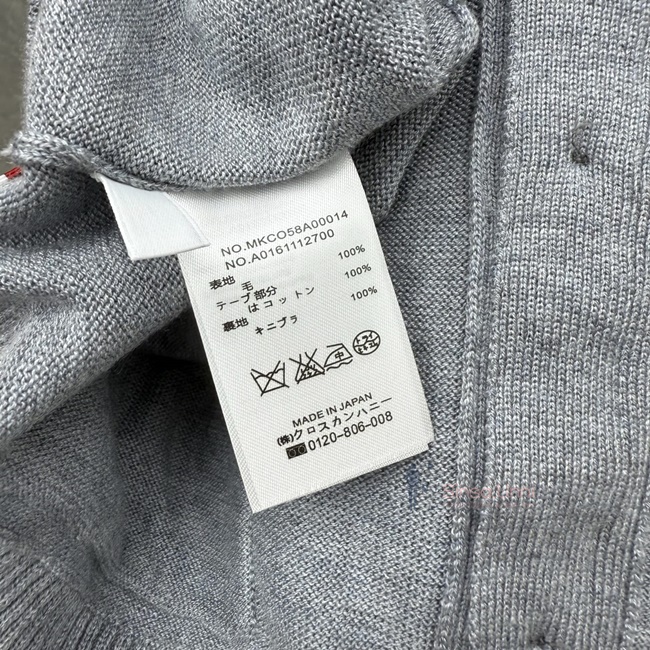 NO.MKCO58A00014
NO.A0161112700
表地 毛 100%
テープ部分
はコットン 100%
裏地 キニプラ 100%
MADE IN JAPAN
(株)クロスカンハニー
0120-806-008